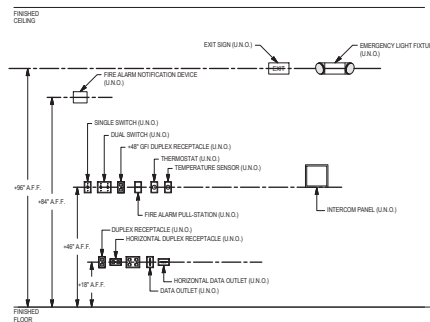 FINISHED
CEILING
EXIT SIGN (U.N.O.)
EMERGENCY LIGHT FIXTU
(U.N.O.)
EXIT
FIRE ALARM NOTIFICATION DEVICE
(U.N.O.)
SINGLE SWITCH (U.N.O.)
DUAL SWITCH (U.N.O.)
+48" GFI DUPLEX RECEPTACLE (U.N.O.)
THERMOSTAT (U.N.O.)
TEMPERATURE SENSOR (U.N.O.)
+96" A.F.F.
+84" A.F.F.
FIRE ALARM PULL-STATION (U.N.O.)
INTERCOM PANEL (U.N.O.)
DUPLEX RECEPTACLE (U.N.O.)
HORIZONTAL DUPLEX RECEPTACLE (U.N.O.)
+46" A.F.F.
HORIZONTAL DATA OUTLET (U.N.O.)
+18" A.F.F.
DATA OUTLET (U.N.O.)
FINISHED
FLOOR